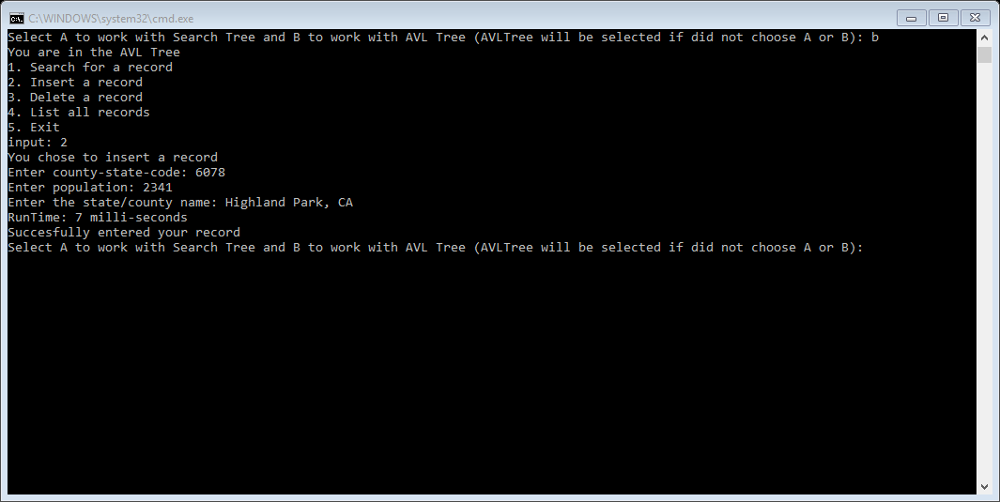 C:\WINDOWS\system32\cmd.exe
Select A to work with Search Tree and B to work with AVL Tree (AVLTree will be selected if did not choose A or B): b
You are in the AVL Tree
1. Search for a record
2. Insert a record
3. Delete a record
4. List all records
5. Exit
input: 2
You chose to insert a record
Enter county-state-code: 6078
Enter population: 2341
Enter the state/county name: Highland Park, CA
RunTime: 7 milli-seconds
Succesfully entered your record
Select A to work with Search Tree and B to work with AVL Tree (AVLTree will be selected if did not choose A or B):